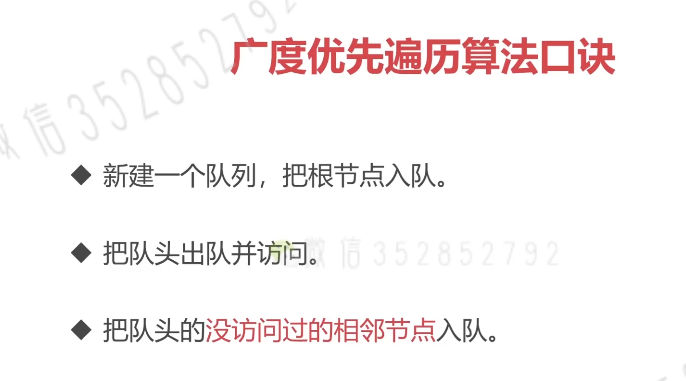 广度优先遍历算法口诀
微信352852792
◆ 新建一个队列，把根节点入队。
◆ 把队头出队并访问。
微信352852792
◆ 把队头的没访问过的相邻节点入队。